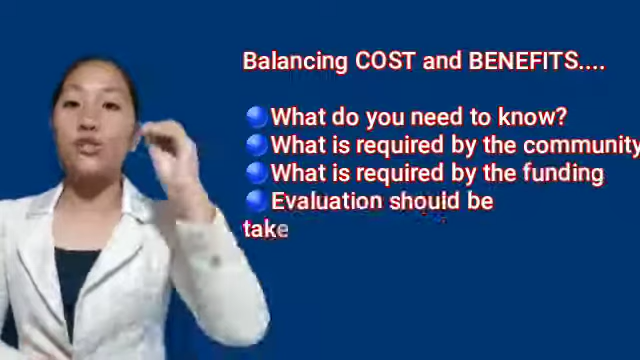 Balancing COST and BENEFITS....
What do you need to know?
What is required by the community
What is required by the funding
Evaluation should be
take